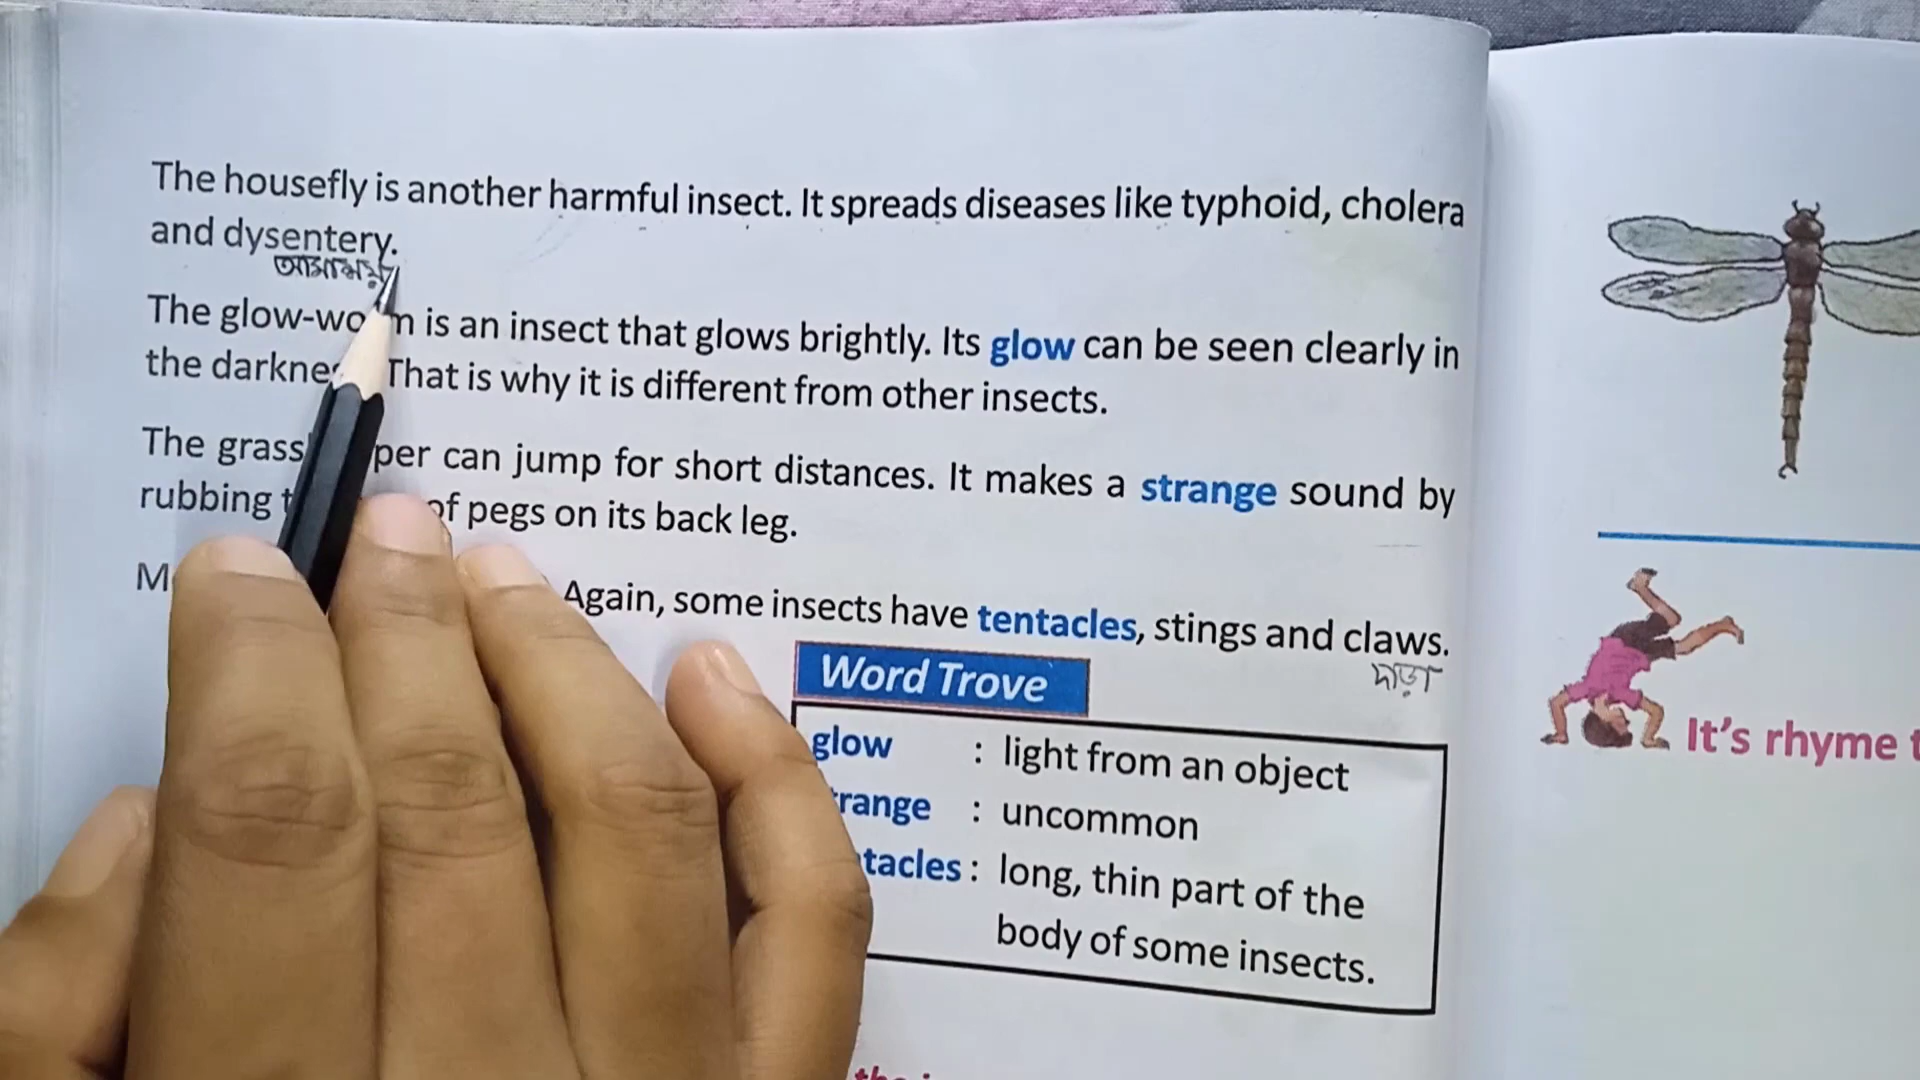 The housefly is another harmful insect. It spreads diseases like typhoid, cholera
and dysentery.
আমাশয়
The glow-wo m is an insect that glows brightly. Its glow can be seen clearly in
the darkne That is why it is different from other insects.
The grass per can jump for short distances. It makes a strange sound by
rubbing t of pegs on its back leg.
M Again, some insects have tentacles, stings and claws.
দাড়া
Word Trove
glow : light from an object
range : uncommon
tacles : long, thin part of the
body of some insects.
It's rhyme t